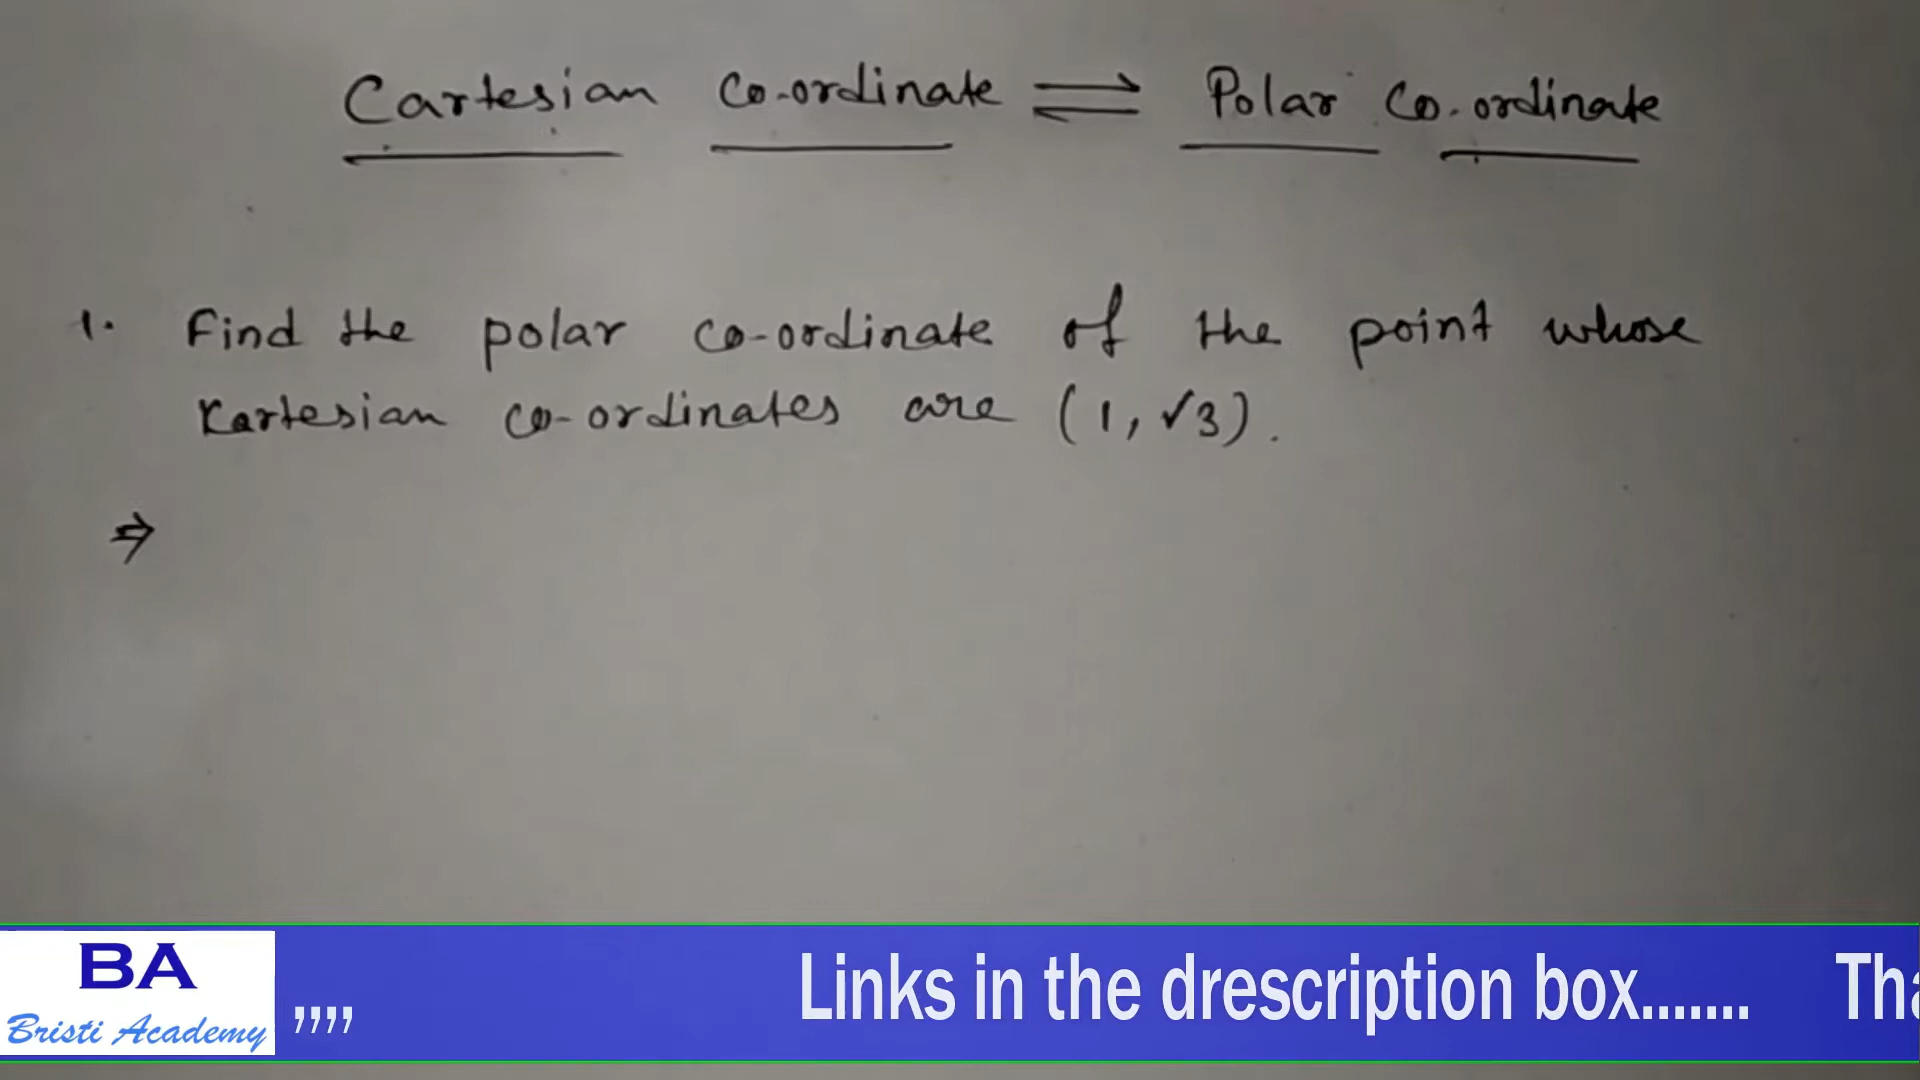 Cartesian Co-ordinate ⇌ Polar Co-ordinate
1. Find the polar co-ordinate of the point whose
Kartesian co-ordinates are (1, √3).
⇒
BA
Bristi Academy
,,,, Links in the drescription box....... Tha